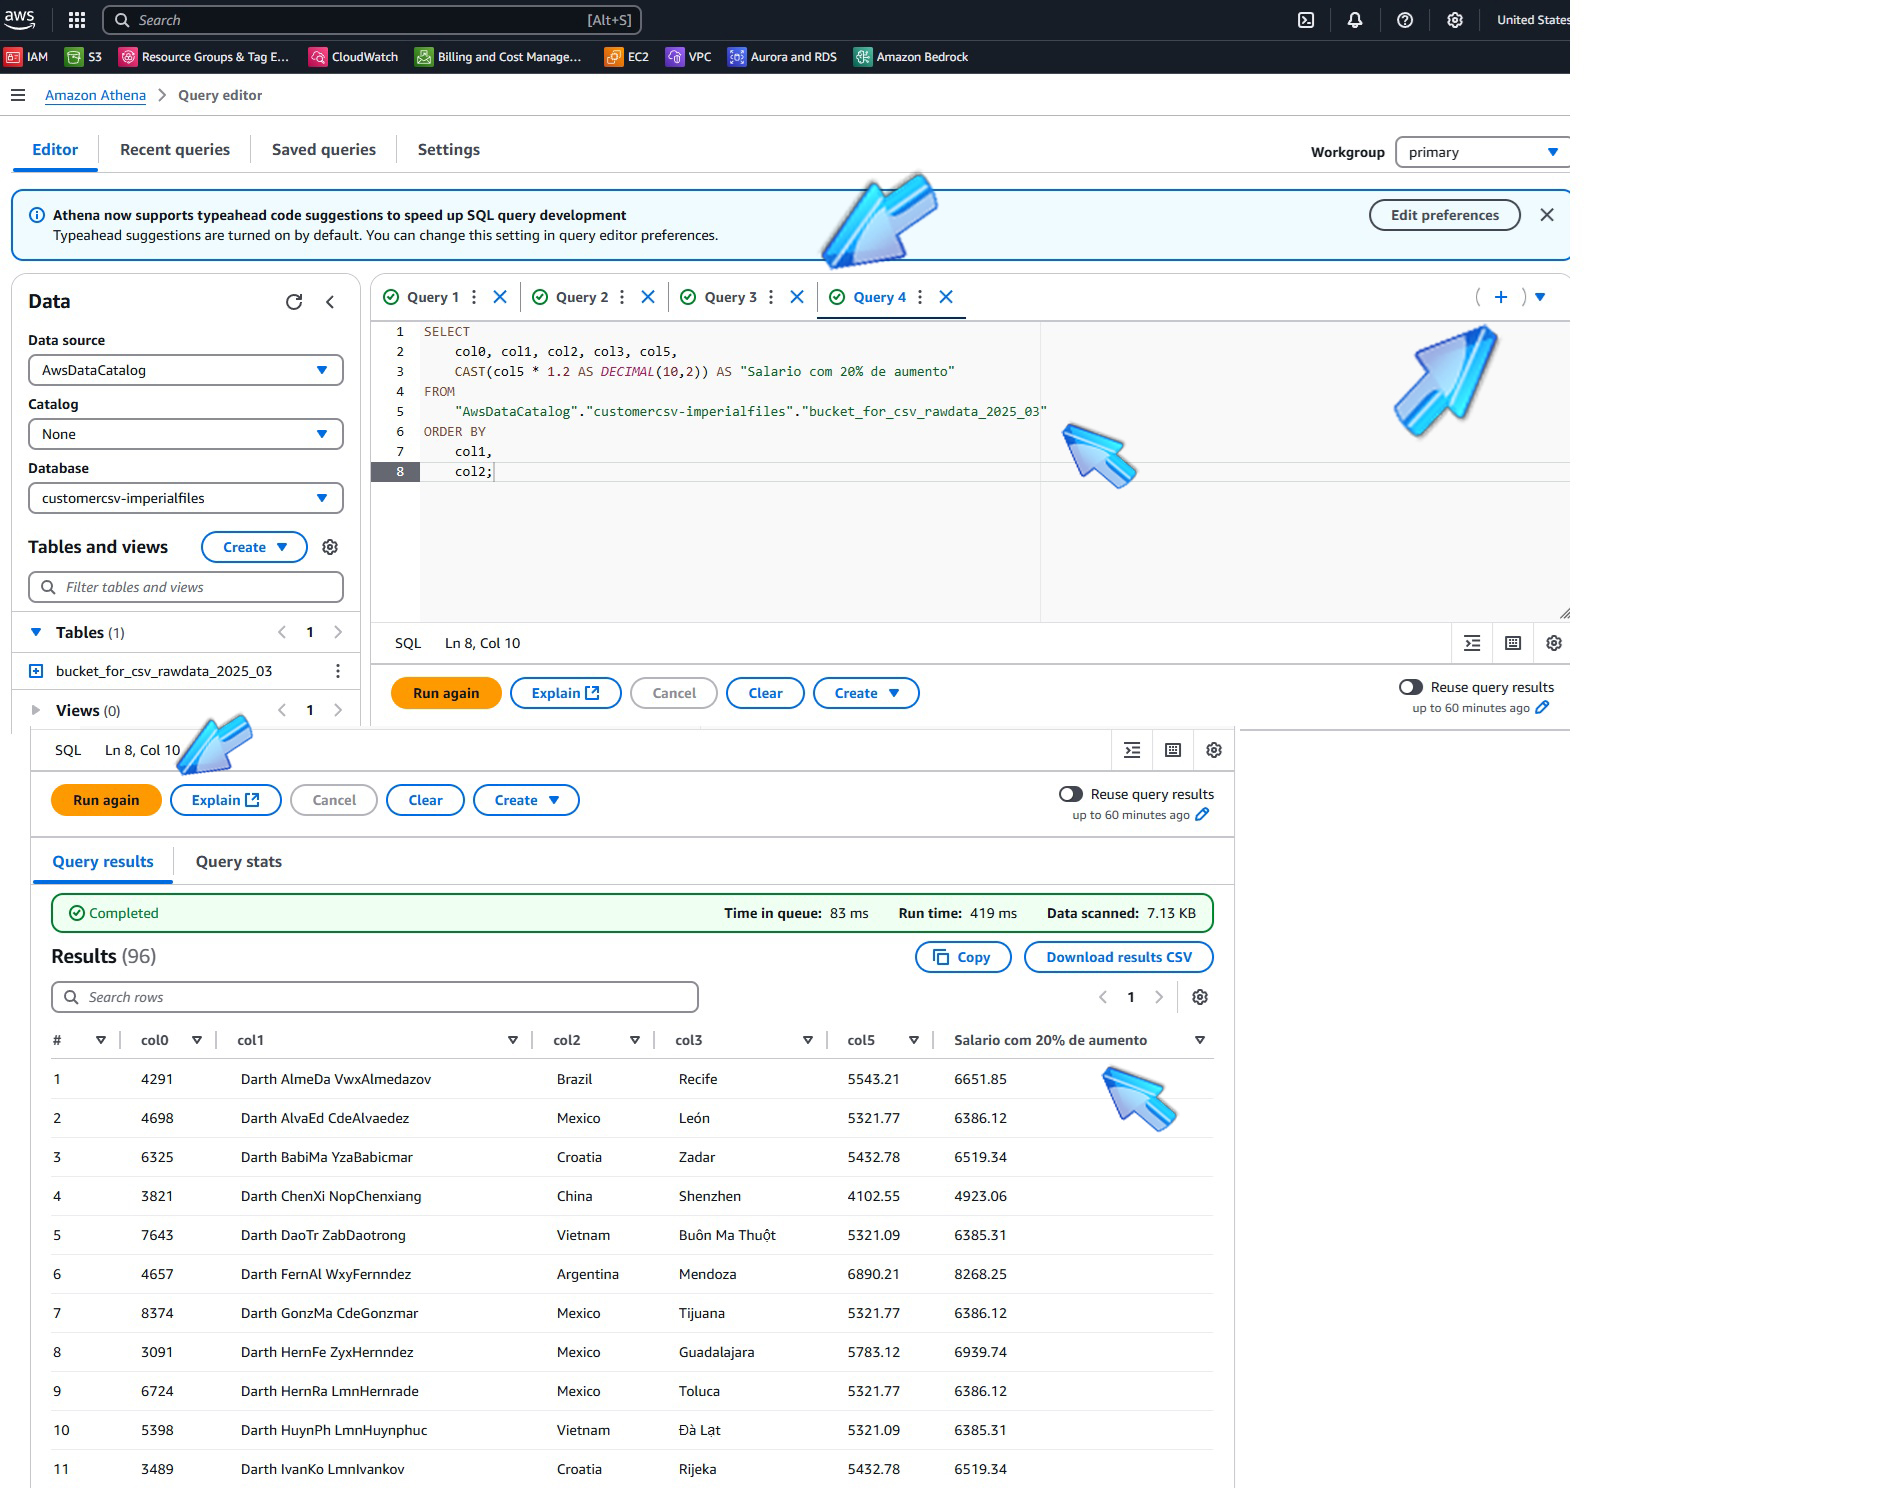 aws Search [Alt+S] United States
IAM S3 Resource Groups & Tag E... CloudWatch Billing and Cost Manage... EC2 VPC Aurora and RDS Amazon Bedrock
Amazon Athena > Query editor
Editor Recent queries Saved queries Settings
Workgroup primary
Athena now supports typeahead code suggestions to speed up SQL query development
Typeahead suggestions are turned on by default. You can change this setting in query editor preferences.
Edit preferences
Data
Data source
AwsDataCatalog
Catalog
None
Database
customercsv-imperialfiles
Tables and views Create
Filter tables and views
Tables (1) < 1 >
bucket_for_csv_rawdata_2025_03
Views (0) < 1 >
Query 1 Query 2 Query 3 Query 4
1 SELECT
2 col0, col1, col2, col3, col5,
3 CAST(col5 * 1.2 AS DECIMAL(10,2)) AS "Salario com 20% de aumento"
4 FROM
5 "AwsDataCatalog"."customercsv-imperialfiles"."bucket_for_csv_rawdata_2025_03"
6 ORDER BY
7 col1,
8 col2;
SQL Ln 8, Col 10
Run again Explain Cancel Clear Create
Reuse query results
up to 60 minutes ago
SQL Ln 8, Col 10
Run again Explain Cancel Clear Create
Reuse query results
up to 60 minutes ago
Query results Query stats
Completed Time in queue: 83 ms Run time: 419 ms Data scanned: 7.13 KB
Results (96) Copy Download results CSV
Search rows < 1 >
# col0 col1 col2 col3 col5 Salario com 20% de aumento
1 4291 Darth AlmeDa VwxAlmedazov Brazil Recife 5543.21 6651.85
2 4698 Darth AlvaEd CdeAlvaedez Mexico León 5321.77 6386.12
3 6325 Darth BabiMa YzaBabicmar Croatia Zadar 5432.78 6519.34
4 3821 Darth ChenXi NopChenxiang China Shenzhen 4102.55 4923.06
5 7643 Darth DaoTr ZabDaotrong Vietnam Buôn Ma Thuột 5321.09 6385.31
6 4657 Darth FernAl WxyFernndez Argentina Mendoza 6890.21 8268.25
7 8374 Darth GonzMa CdeGonzmar Mexico Tijuana 5321.77 6386.12
8 3091 Darth HernFe ZyxHernndez Mexico Guadalajara 5783.12 6939.74
9 6724 Darth HernRa LmnHernrade Mexico Toluca 5321.77 6386.12
10 5398 Darth HuynPh LmnHuynphuc Vietnam Đà Lạt 5321.09 6385.31
11 3489 Darth IvanKo LmnIvankov Croatia Rijeka 5432.78 6519.34